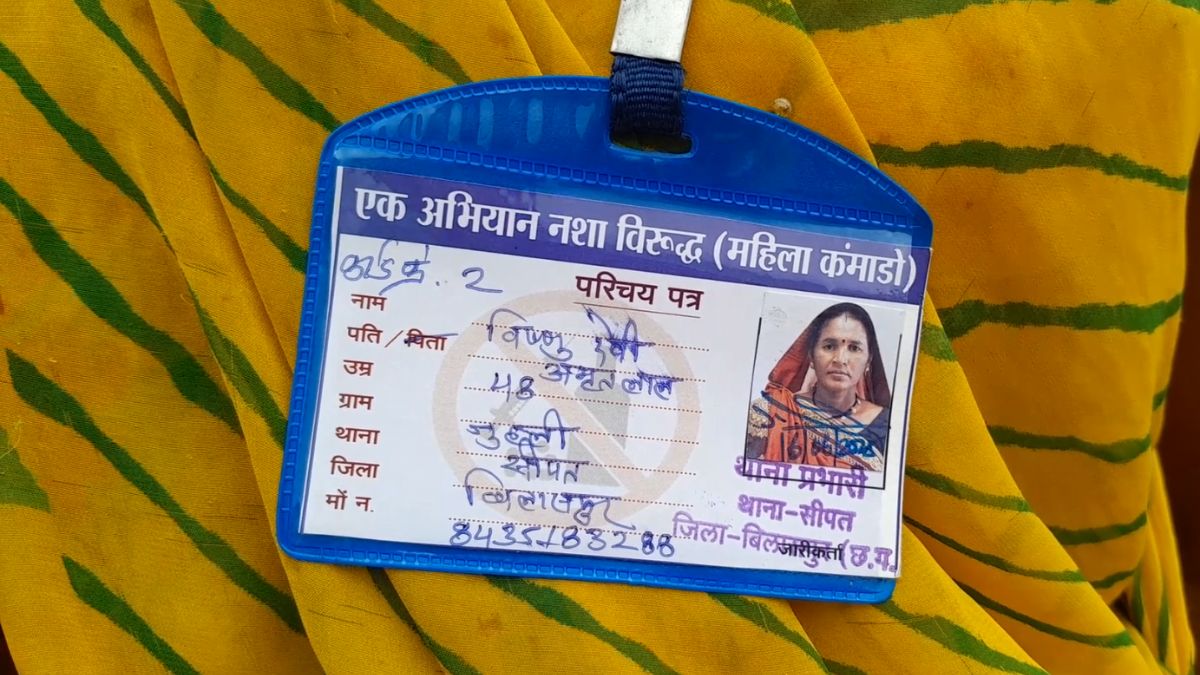 एक अभियान नशा विरूद्ध (महिला कंमाडो)
कार्ड क्रं. 2
परिचय पत्र
नाम विष्णु देवी
पति / पिता अमृत लाल
उम्र 48
ग्राम
थाना सीपत
जिला बिलासपुर
मों न. 8435183288
थाना प्रभारी
थाना-सीपत
जिला-बिलासपुर (छ.ग.
जारीकर्ता